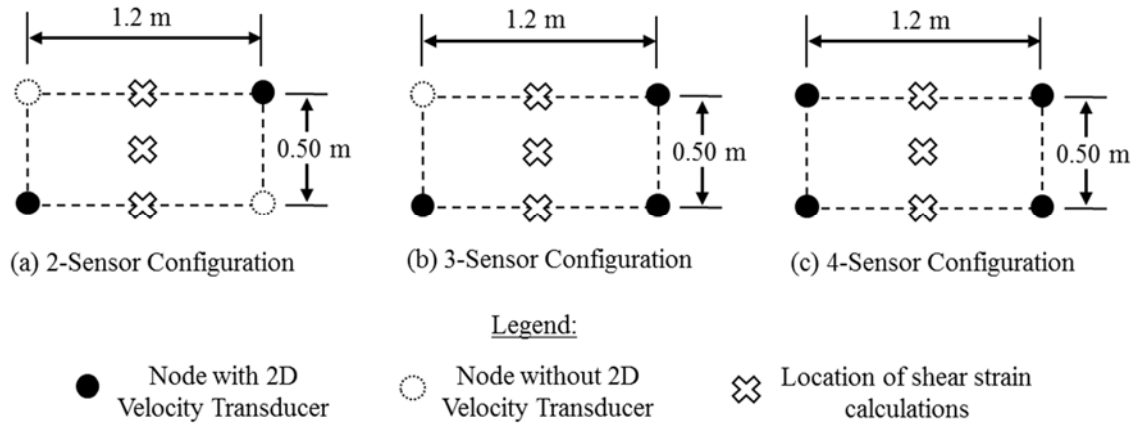 1.2 m
1.2 m
1.2 m
0.50 m
0.50 m
0.50 m
(a) 2-Sensor Configuration
(b) 3-Sensor Configuration
(c) 4-Sensor Configuration
Legend:
Node with 2D
Velocity Transducer
Node without 2D
Velocity Transducer
Location of shear strain
calculations